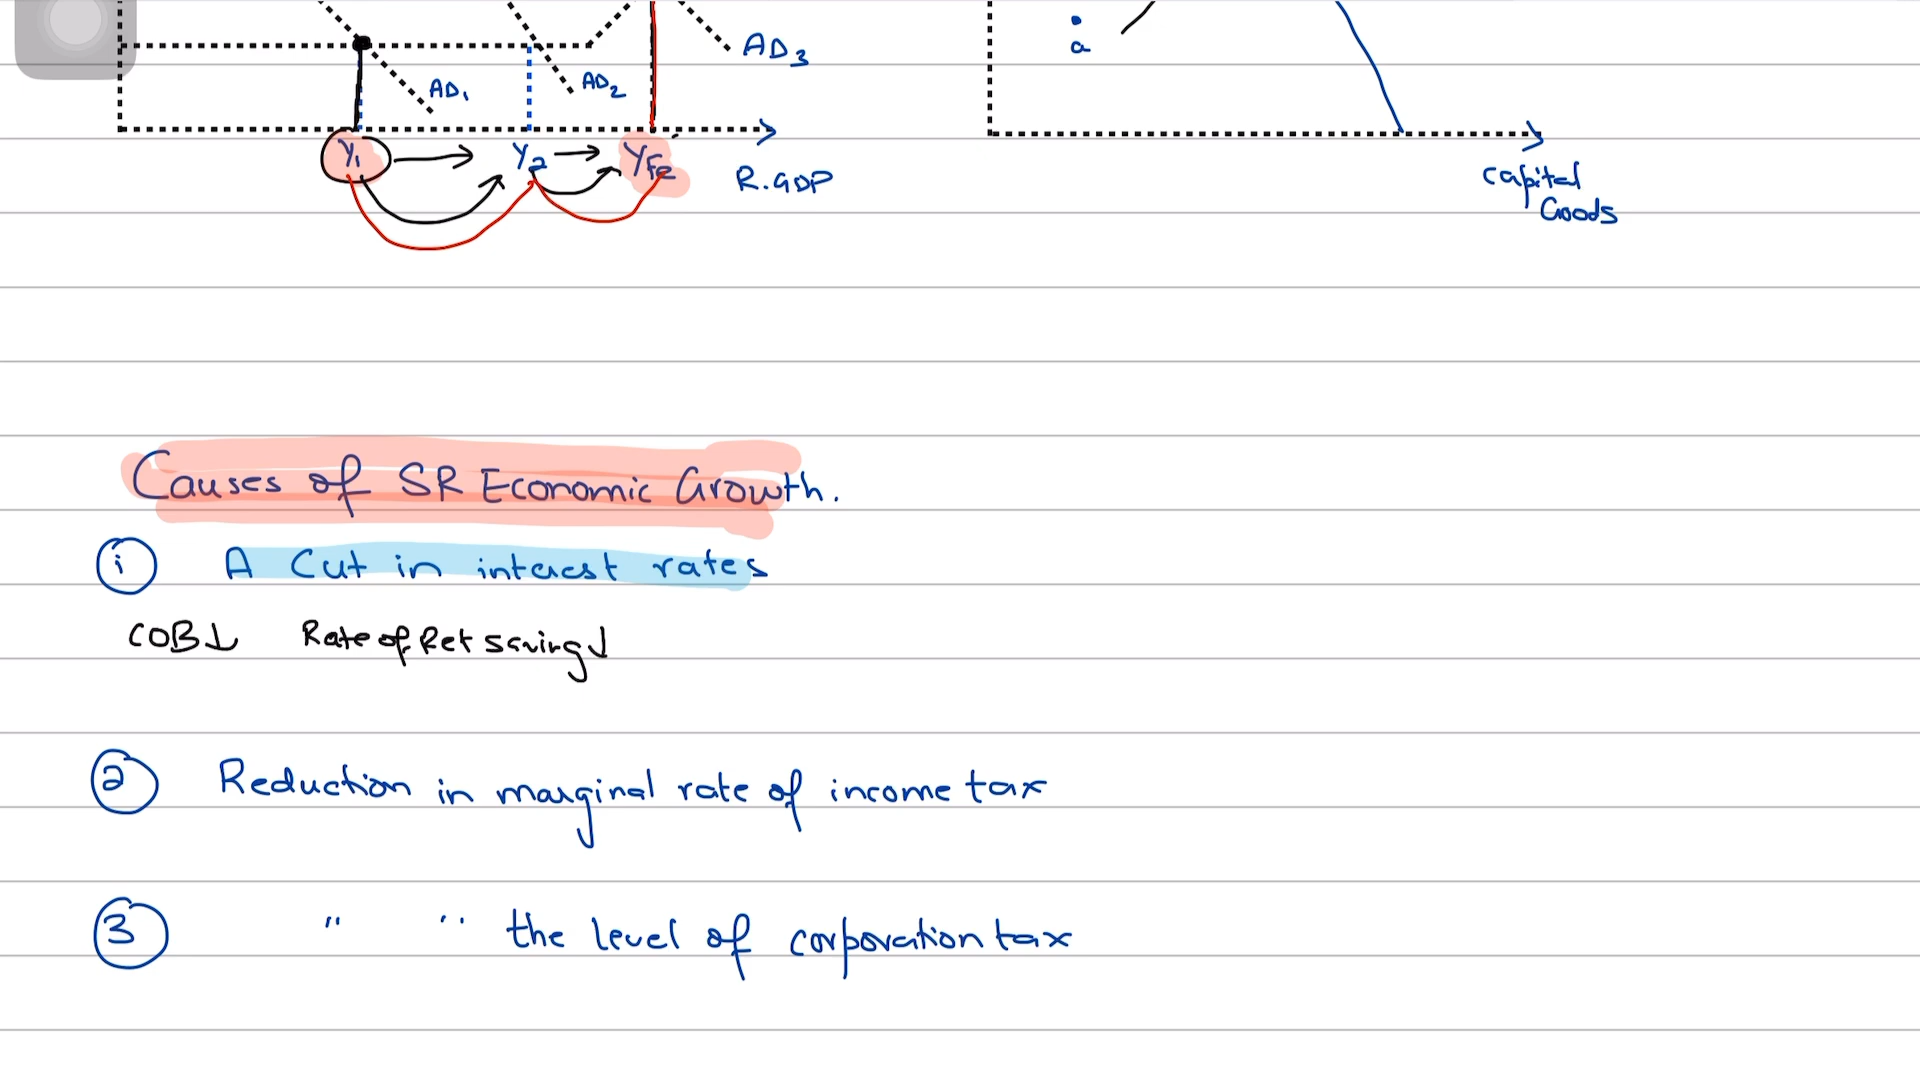 AD3
a
AD1
AD2
Y1 Y2 YFE
R.GDP
Capital
Goods
Causes of SR Economic Growth.
1 A Cut in interest rates
COB↓ Rate of Ret saving↓
2 Reduction in marginal rate of income tax
3 " " the level of corporation tax